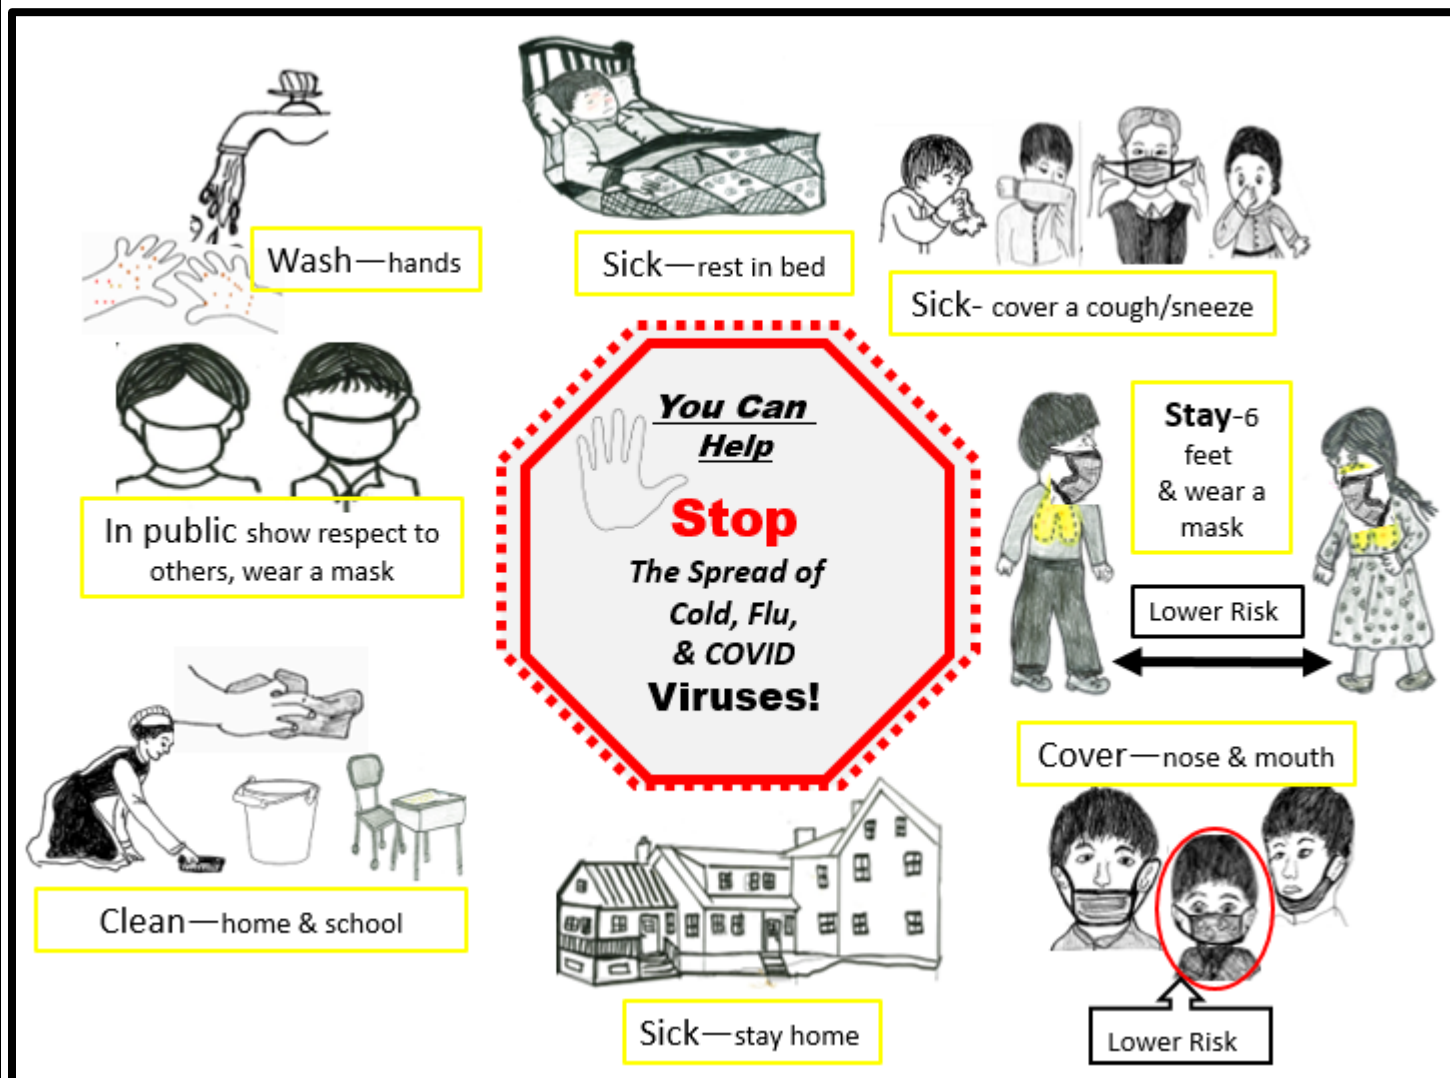 Wash—hands
Sick—rest in bed
Sick- cover a cough/sneeze
In public show respect to
others, wear a mask
You Can
Help
Stop
The Spread of
Cold, Flu,
& COVID
Viruses!
Stay-6
feet
& wear a
mask
Lower Risk
Clean—home & school
Sick—stay home
Cover—nose & mouth
Lower Risk